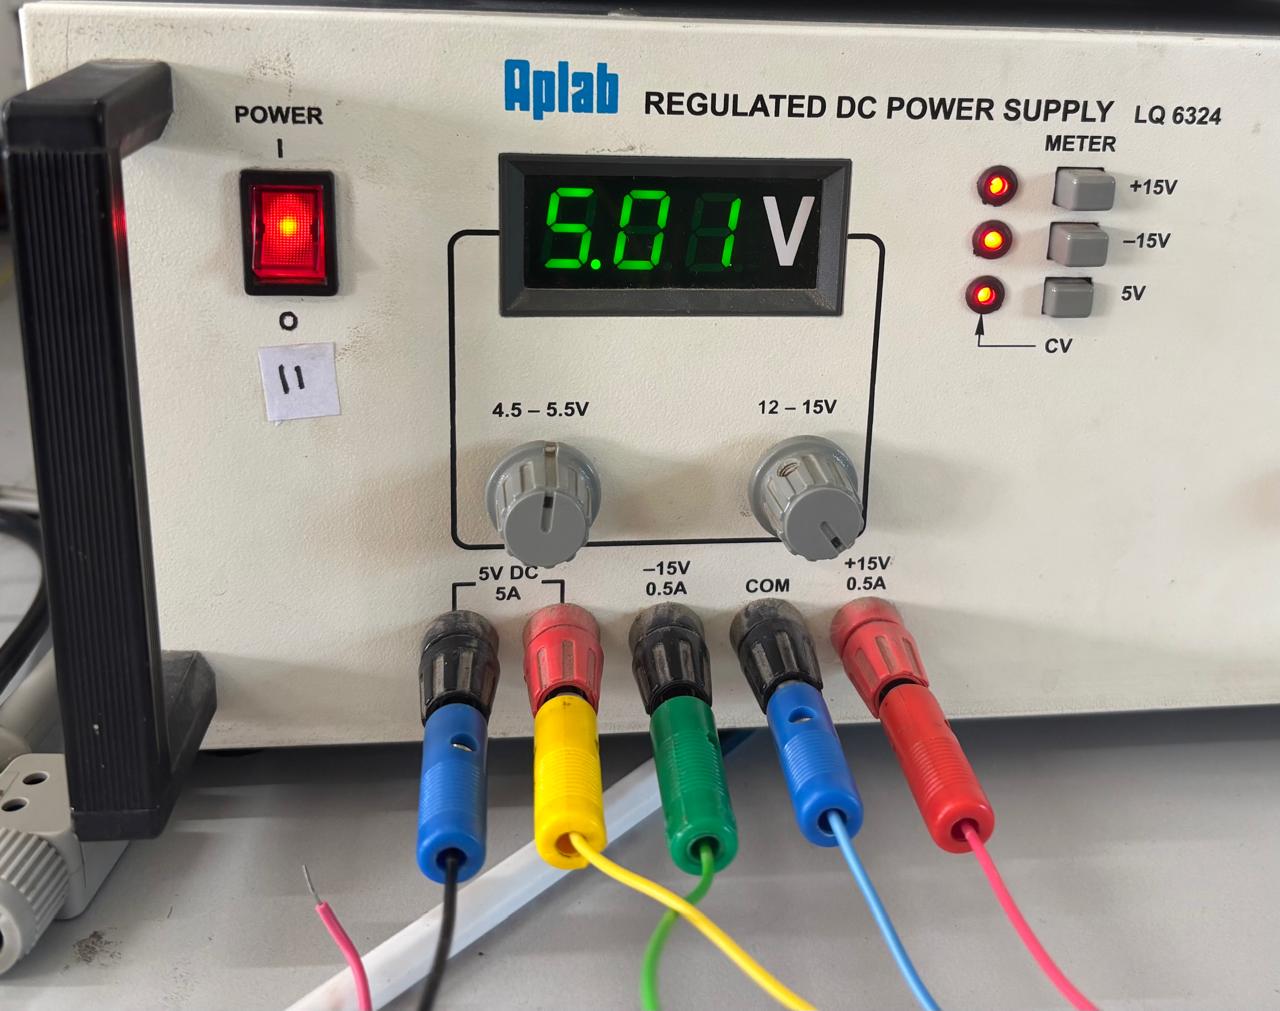 Aplab REGULATED DC POWER SUPPLY LQ 6324
POWER
I
O
11
5.01 V
METER
+15V
–15V
5V
CV
4.5 – 5.5V
12 – 15V
5V DC
5A
–15V
0.5A
COM
+15V
0.5A